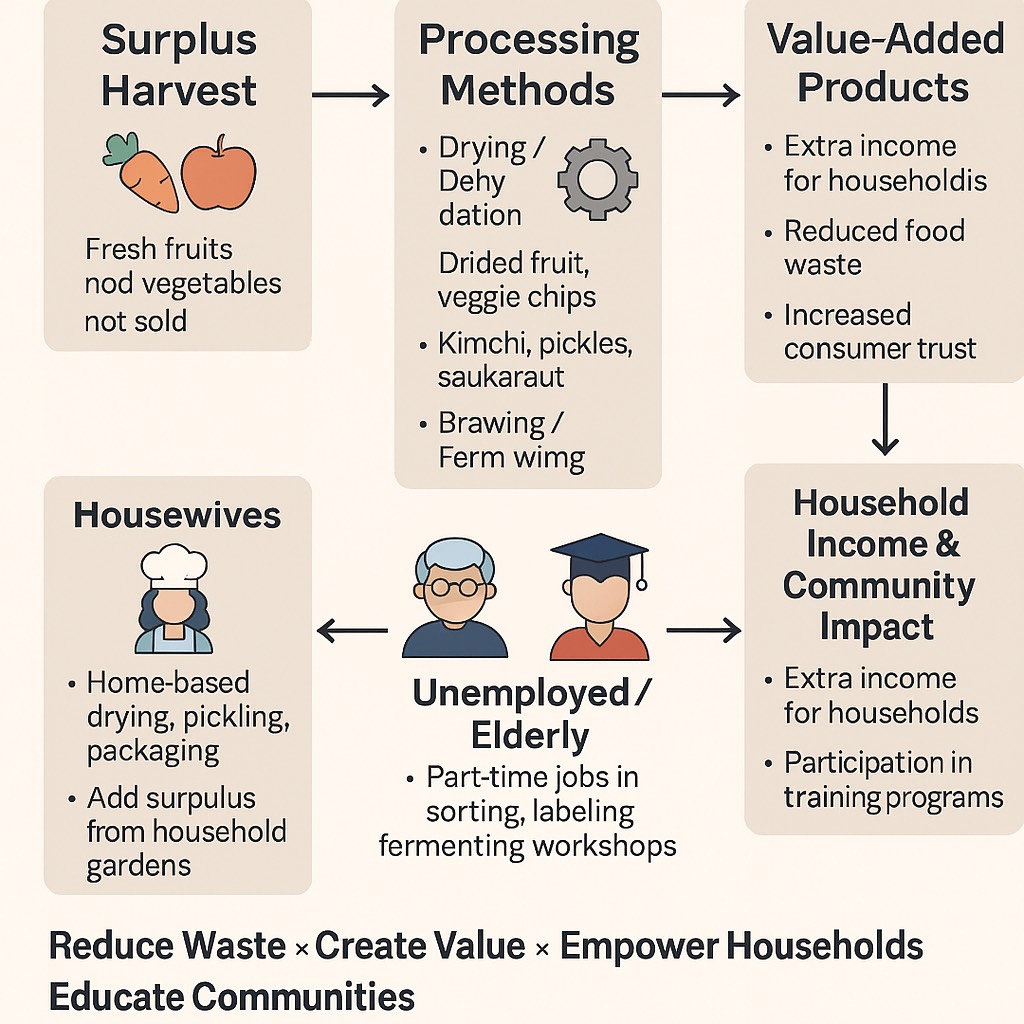 Surplus
Harvest
Fresh fruits
nod vegetables
not sold
Processing
Methods
• Drying /
Dehy
dation
Drided fruit,
veggie chips
• Kimchi, pickles,
saukaraut
• Brawing /
Ferm wimg
Value-Added
Products
• Extra income
for householdis
• Reduced food
waste
• Increased
consumer trust
Housewives
• Home-based
drying, pickling,
packaging
• Add surpulus
from household
gardens
Unemployed/
Elderly
• Part-time jobs in
sorting, labeling
fermenting workshops
Household
Income &
Community
Impact
• Extra income
for households
• Participation in
training programs
Reduce Waste × Create Value × Empower Households
Educate Communities